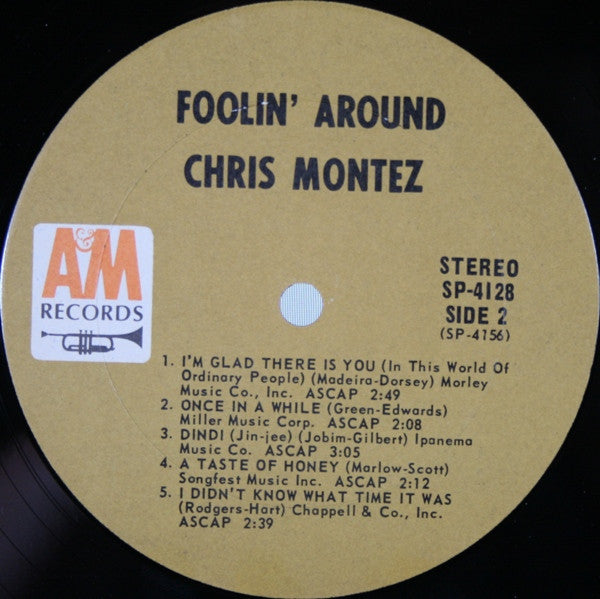 FOOLIN' AROUND
CHRIS MONTEZ
A&M
RECORDS
STEREO
SP-4128
SIDE 2
(SP-4156)
1. I'M GLAD THERE IS YOU (In This World Of
Ordinary People) (Madeira-Dorsey) Morley
Music Co., Inc. ASCAP 2:49
2. ONCE IN A WHILE (Green-Edwards)
Miller Music Corp. ASCAP 2:08
3. DINDI (Jin-jee) (Jobim-Gilbert) Ipanema
Music Co. ASCAP 3:05
4. A TASTE OF HONEY (Marlow-Scott)
Songfest Music Inc. ASCAP 2:12
5. I DIDN'T KNOW WHAT TIME IT WAS
(Rodgers-Hart) Chappell & Co., Inc.
ASCAP 2:39